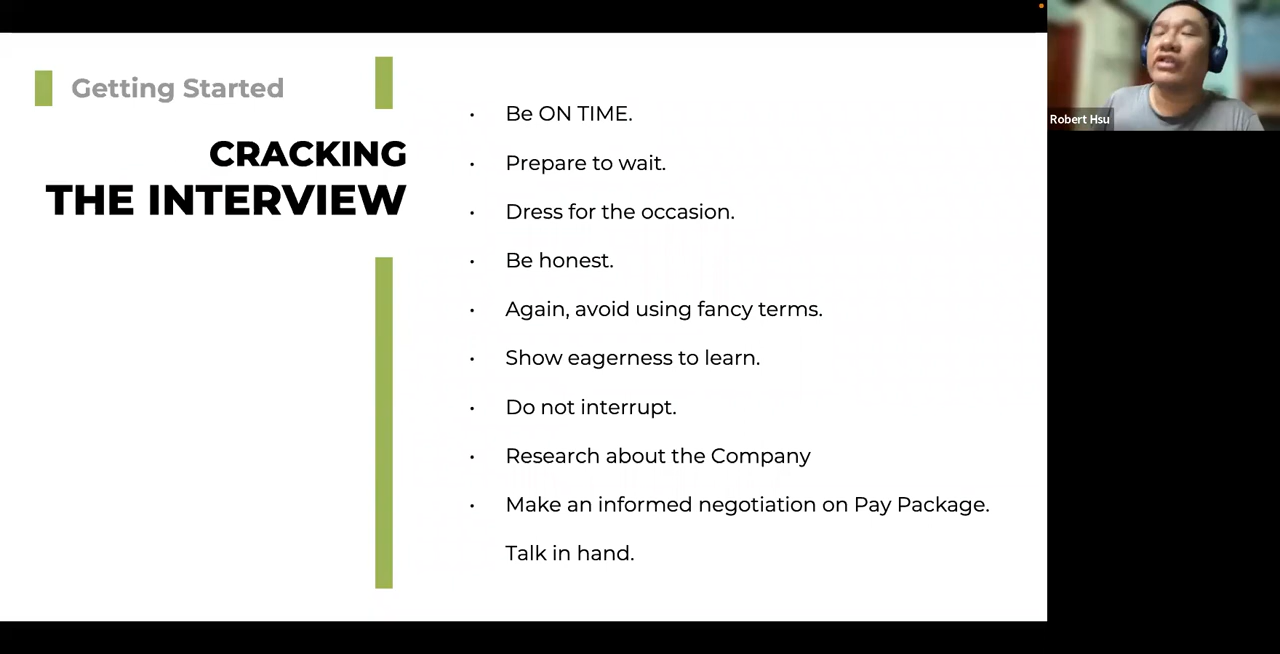 Getting Started
CRACKING
THE INTERVIEW
• Be ON TIME.
• Prepare to wait.
• Dress for the occasion.
• Be honest.
• Again, avoid using fancy terms.
• Show eagerness to learn.
• Do not interrupt.
• Research about the Company
• Make an informed negotiation on Pay Package.
Talk in hand.
Robert Hsu